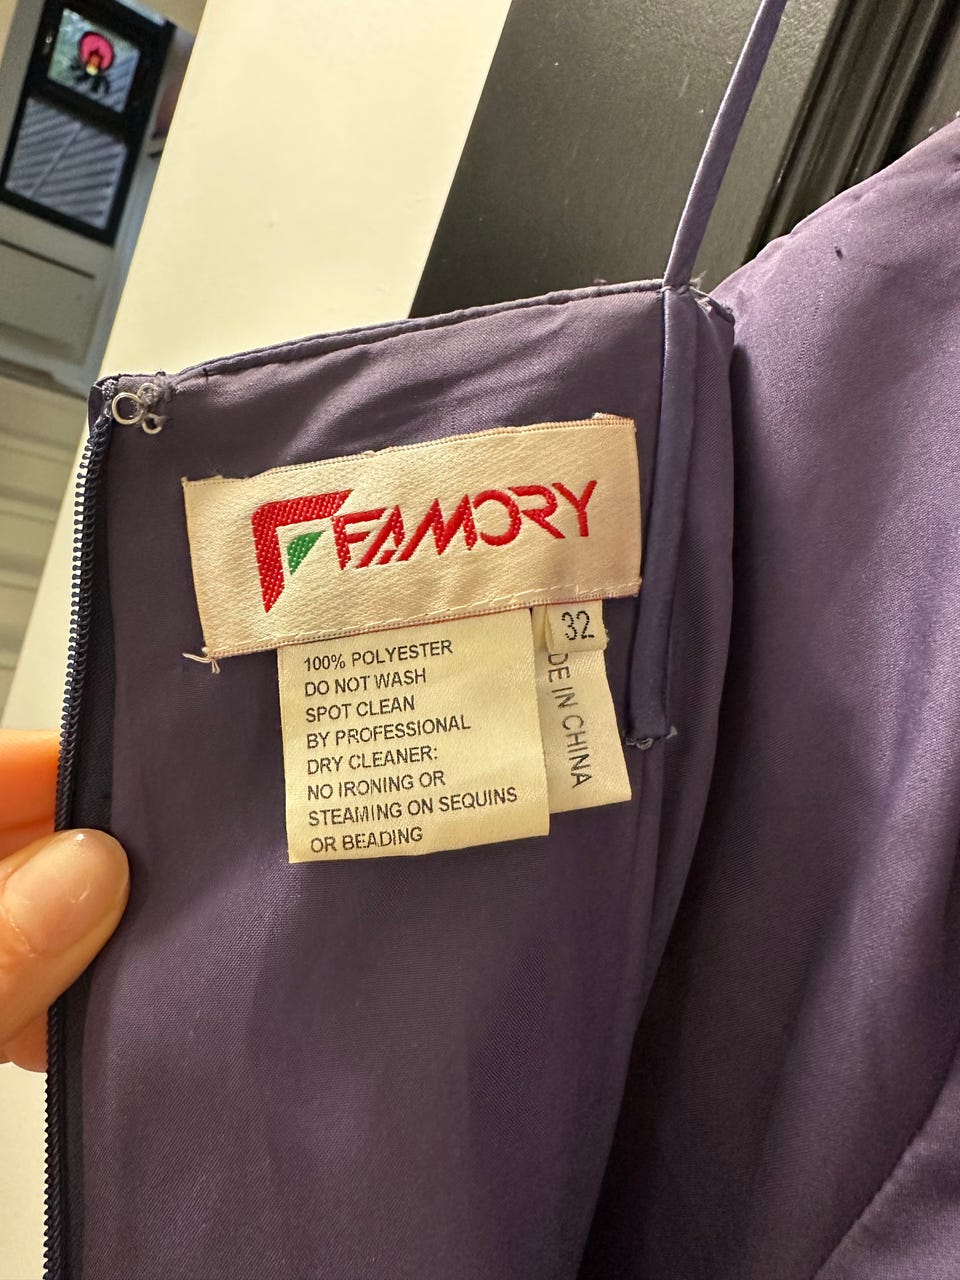 FAMORY
32
100% POLYESTER
DO NOT WASH
SPOT CLEAN
BY PROFESSIONAL
DRY CLEANER:
NO IRONING OR
STEAMING ON SEQUINS
OR BEADING
DE IN CHINA